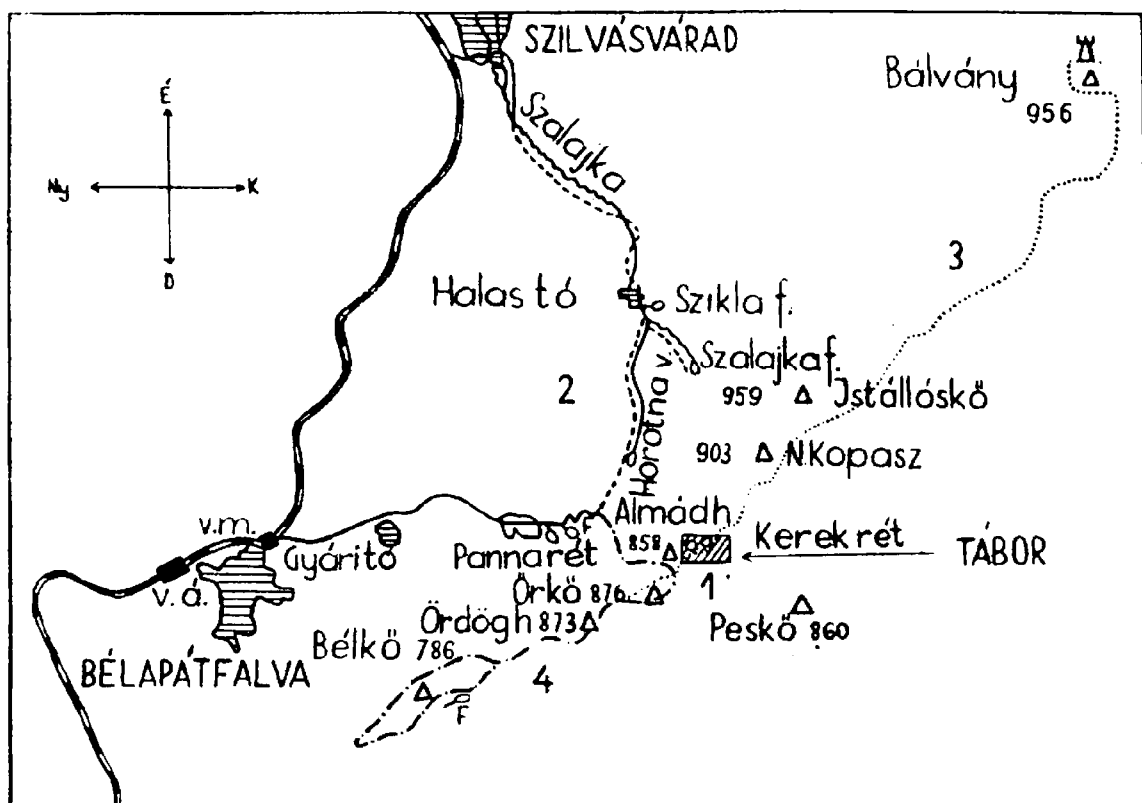 SZILVÁSVÁRAD
Bálvány
956
É
Ny
K
D
Szalajka
3
Halastó
Szikla f.
Szalajka f.
959
Istállóskő
2
Horotna v.
903
N.Kopasz
Almádh
858
Kerekrét
TÁBOR
v.m.
Gyáritó
Pannarét
F
v.á.
Őrkő 876
1
Peskő 860
Ördögh 873
Bélkő 786
BÉLAPÁTFALVA
4
F